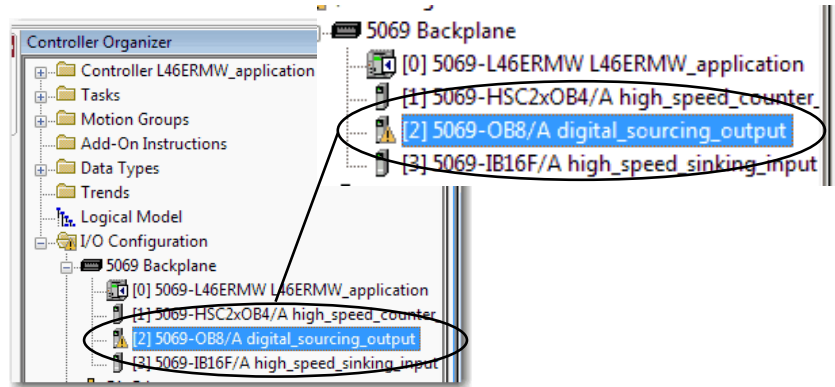 Controller Organizer
Controller L46ERMW_application
Tasks
Motion Groups
Add-On Instructions
Data Types
Trends
Logical Model
I/O Configuration
5069 Backplane
[0] 5069-L46ERMW L46ERMW_application
[1] 5069-HSC2xOB4/A high_speed_counter_
[2] 5069-OB8/A digital_sourcing_output
[3] 5069-IB16F/A high_speed_sinking_input
5069 Backplane
[0] 5069-L46ERMW L46ERMW_application
[1] 5069-HSC2xOB4/A high_speed_counter_
[2] 5069-OB8/A digital_sourcing_output
[3] 5069-IB16F/A high_speed_sinking_input